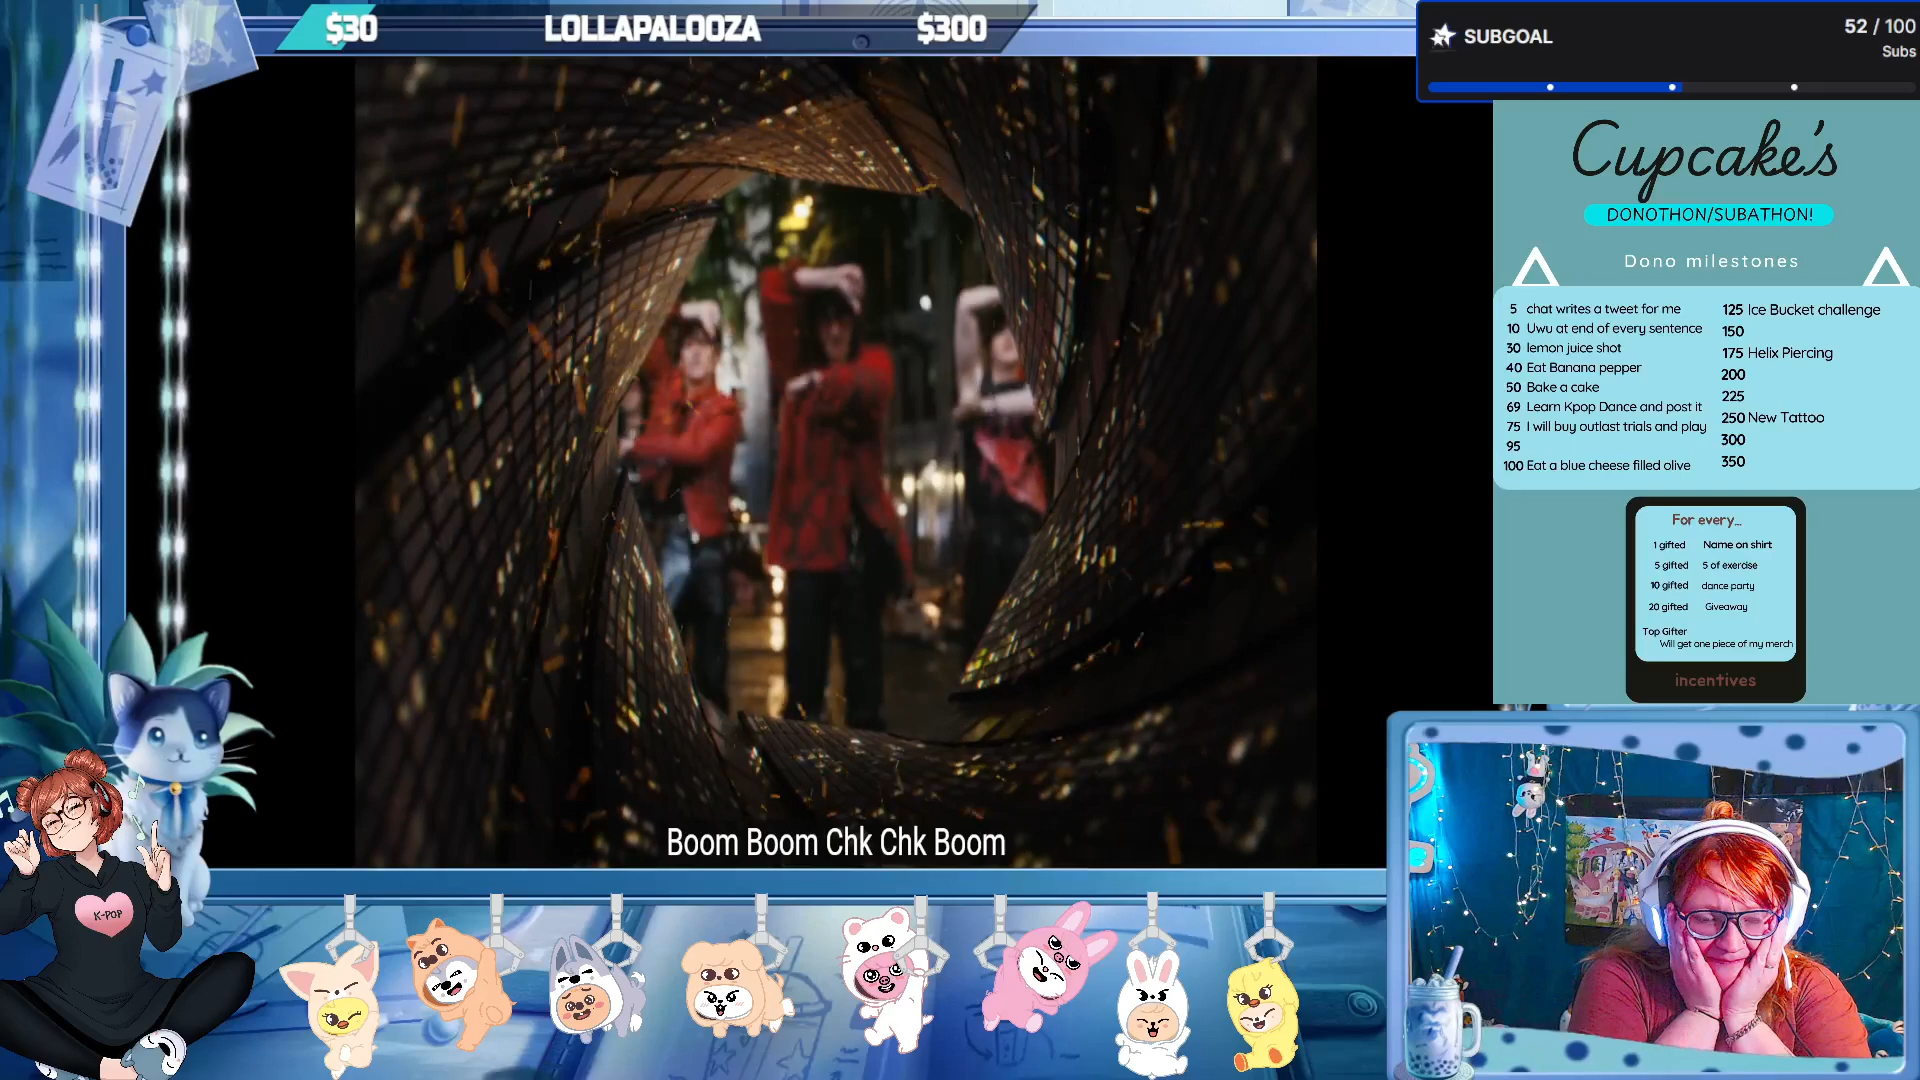 $30 LOLLAPALOOZA $300
SUBGOAL
52 / 100
Subs
Cupcake's
DONOTHON/SUBATHON!
Dono milestones
5 chat writes a tweet for me
10 Uwu at end of every sentence
30 lemon juice shot
40 Eat Banana pepper
50 Bake a cake
69 Learn Kpop Dance and post it
75 I will buy outlast trials and play
95
100 Eat a blue cheese filled olive
125 Ice Bucket challenge
150
175 Helix Piercing
200
225
250 New Tattoo
300
350
For every...
1 gifted Name on shirt
5 gifted 5 of exercise
10 gifted dance party
20 gifted Giveaway
Top Gifter
Will get one piece of my merch
incentives
Boom Boom Chk Chk Boom
K-POP